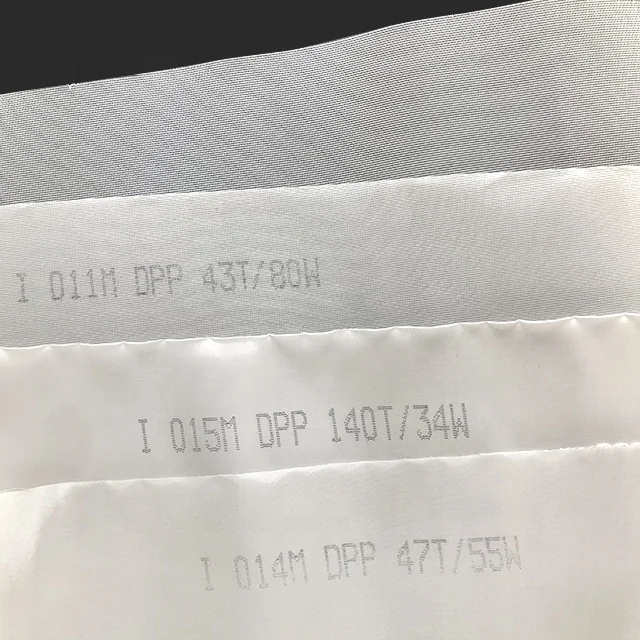 I 011M DPP 43T/80W
I 015M DPP 140T/34W
I 014M DPP 47T/55W